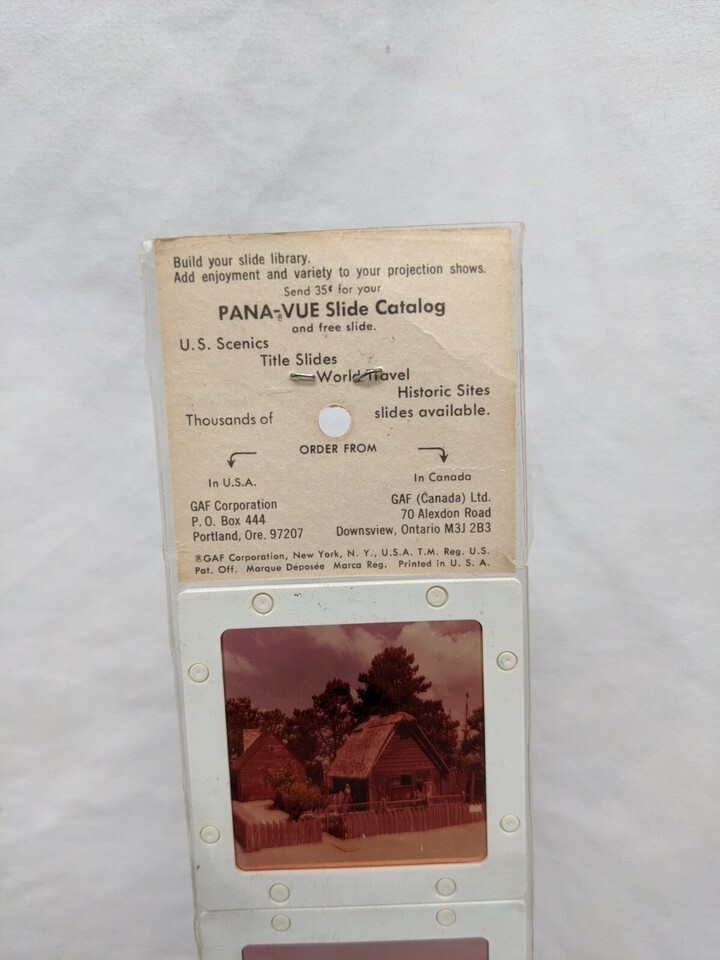 Build your slide library.
Add enjoyment and variety to your projection shows.
Send 35¢ for your
PANA-VUE® Slide Catalog
and free slide.
U.S. Scenics
Title Slides
World Travel
Historic Sites
Thousands of slides available.
ORDER FROM
In U.S.A.
GAF Corporation
P.O. Box 444
Portland, Ore. 97207
In Canada
GAF (Canada) Ltd.
70 Alexdon Road
Downsview, Ontario M3J 2B3
®GAF Corporation, New York, N.Y., U.S.A. T.M. Reg. U.S.
Pat. Off. Marque Déposée Marca Reg. Printed in U.S.A.